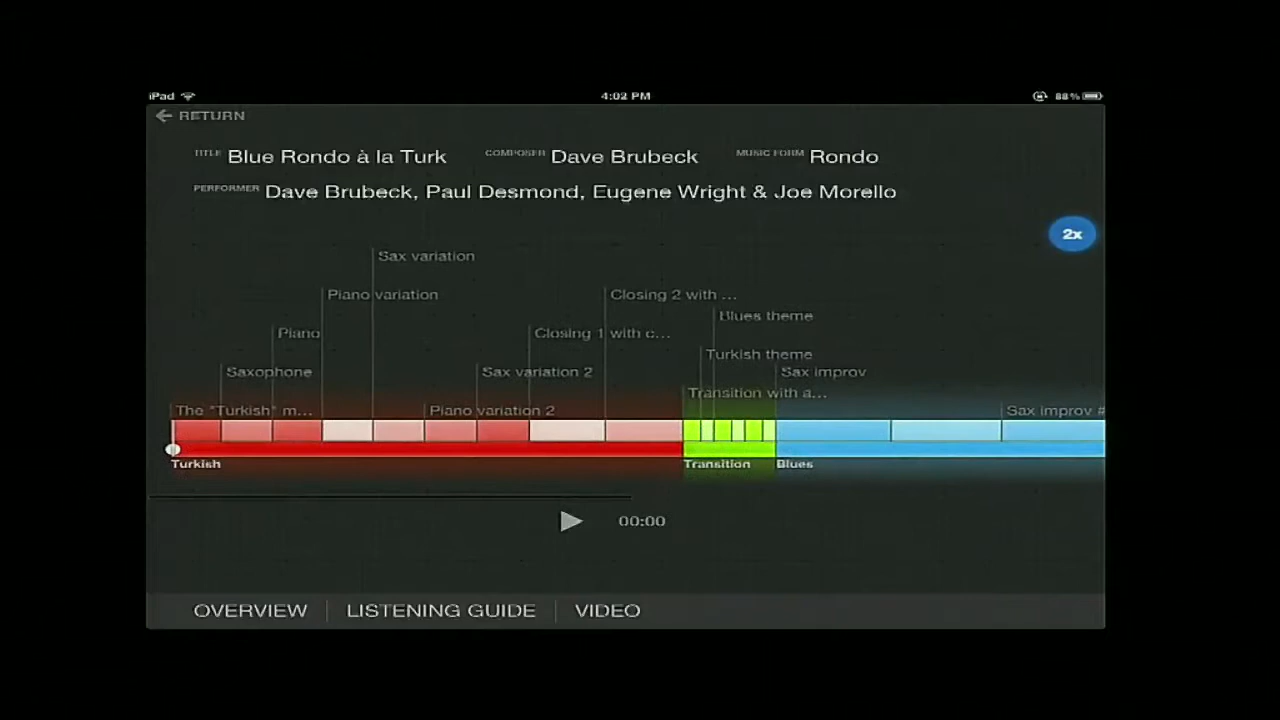 iPad 4:02 PM 88%
RETURN
TITLE Blue Rondo à la Turk COMPOSER Dave Brubeck MUSIC FORM Rondo
PERFORMER Dave Brubeck, Paul Desmond, Eugene Wright & Joe Morello
2x
Sax variation
Piano variation Closing 2 with ...
Blues theme
Piano Closing 1 with c...
Turkish theme
Saxophone Sax variation 2 Sax improv
Transition with a...
The "Turkish" m... Piano variation 2 Sax improv #
Turkish Transition Blues
00:00
OVERVIEW LISTENING GUIDE VIDEO